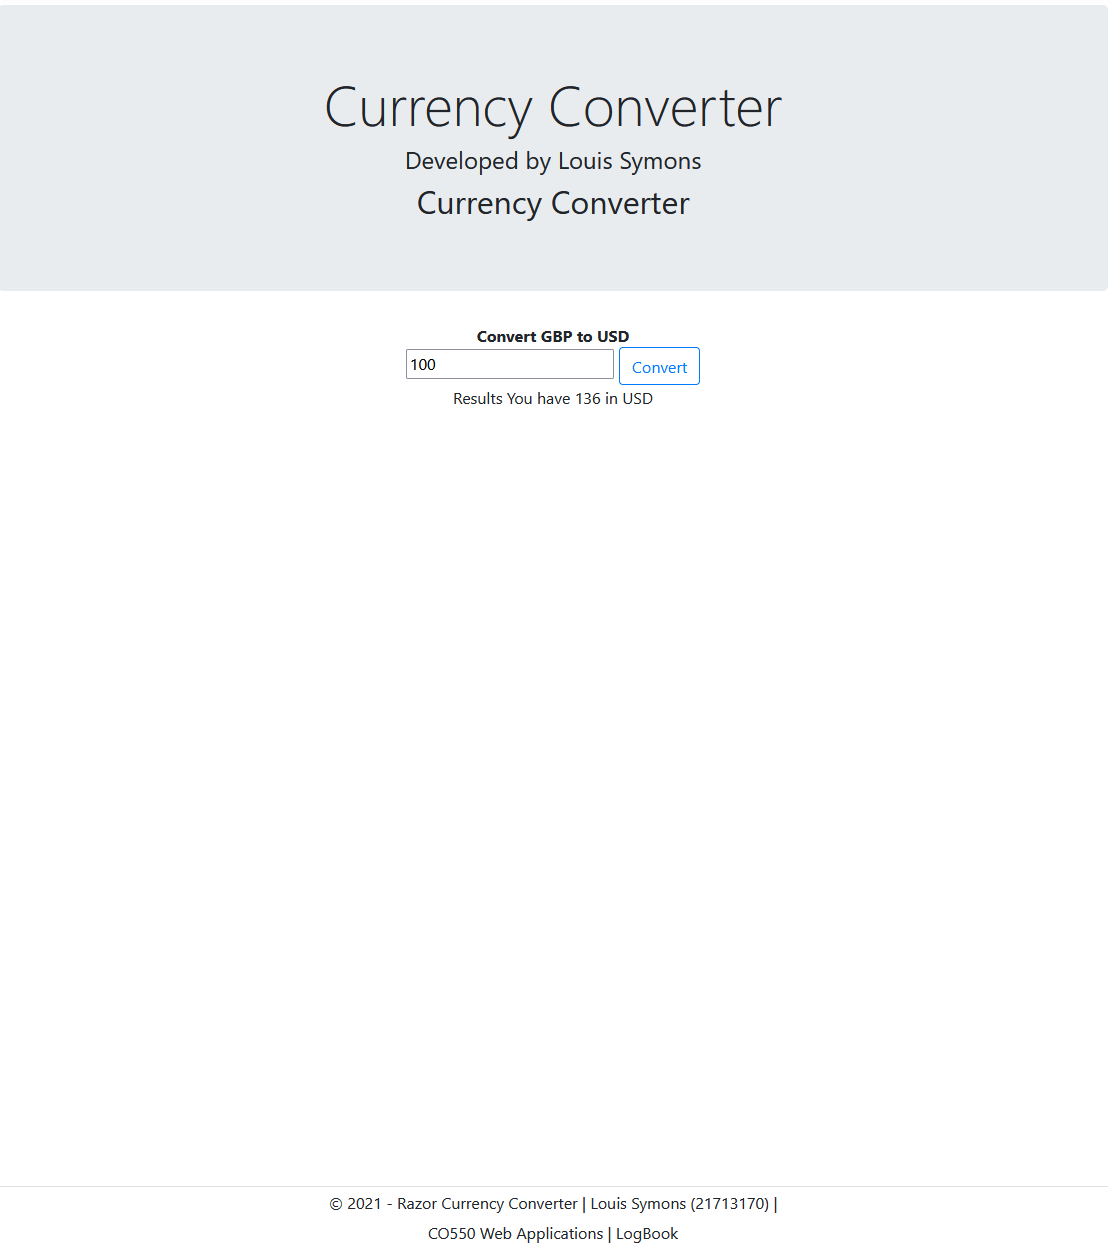 Currency Converter
Developed by Louis Symons
Currency Converter
Convert GBP to USD
100 Convert
Results You have 136 in USD
© 2021 - Razor Currency Converter | Louis Symons (21713170) |
CO550 Web Applications | LogBook